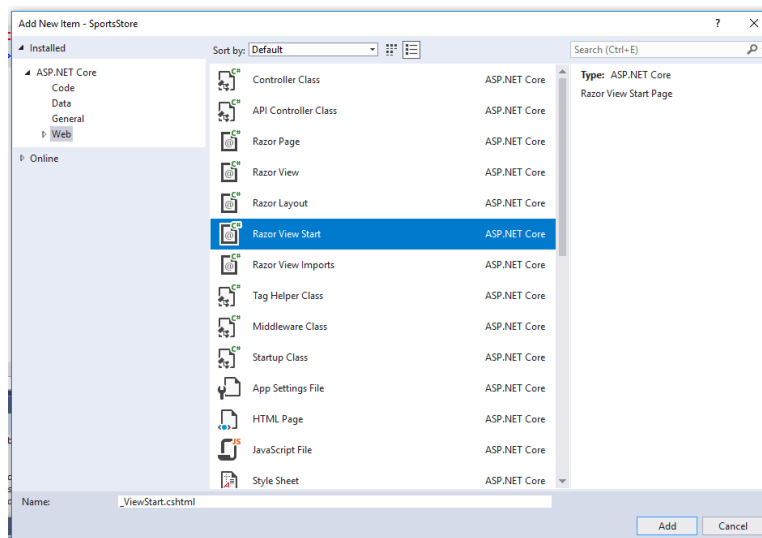 Add New Item - SportsStore
? X
Installed
Sort by: Default
Search (Ctrl+E)
ASP.NET Core
Code
Data
General
Web
Online
Controller Class ASP.NET Core
API Controller Class ASP.NET Core
Razor Page ASP.NET Core
Razor View ASP.NET Core
Razor Layout ASP.NET Core
Razor View Start ASP.NET Core
Razor View Imports ASP.NET Core
Tag Helper Class ASP.NET Core
Middleware Class ASP.NET Core
Startup Class ASP.NET Core
App Settings File ASP.NET Core
HTML Page ASP.NET Core
JavaScript File ASP.NET Core
Style Sheet ASP.NET Core
Type: ASP.NET Core
Razor View Start Page
Name: _ViewStart.cshtml
Add Cancel